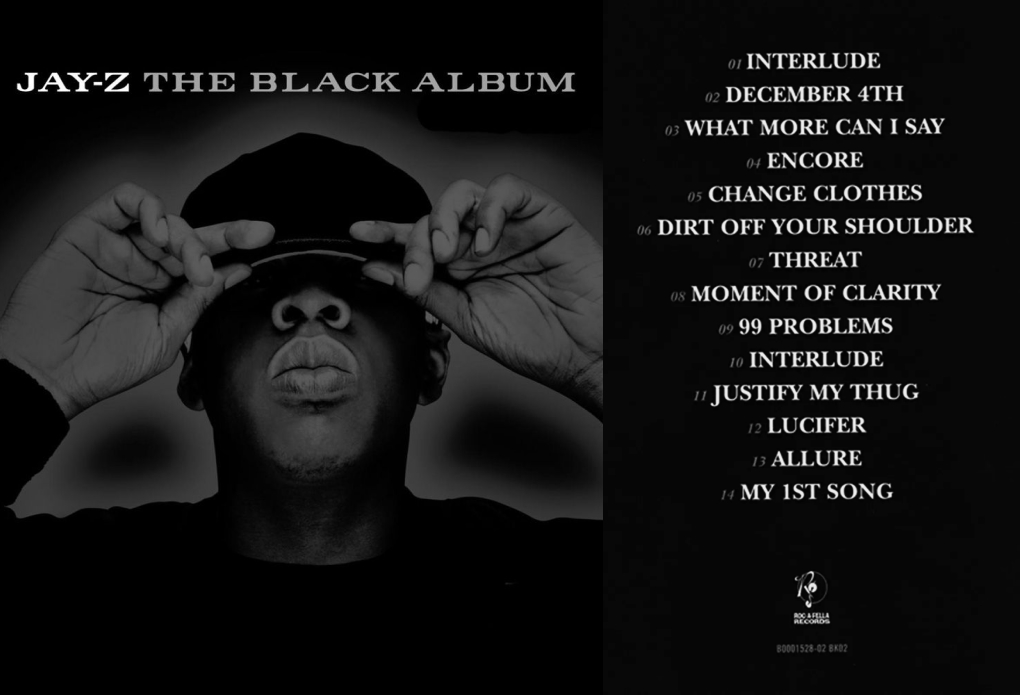 JAY-Z THE BLACK ALBUM
01 INTERLUDE
02 DECEMBER 4TH
03 WHAT MORE CAN I SAY
04 ENCORE
05 CHANGE CLOTHES
06 DIRT OFF YOUR SHOULDER
07 THREAT
08 MOMENT OF CLARITY
09 99 PROBLEMS
10 INTERLUDE
11 JUSTIFY MY THUG
12 LUCIFER
13 ALLURE
14 MY 1ST SONG
ROC A FELLA
RECORDS
B0001528-02 BK02